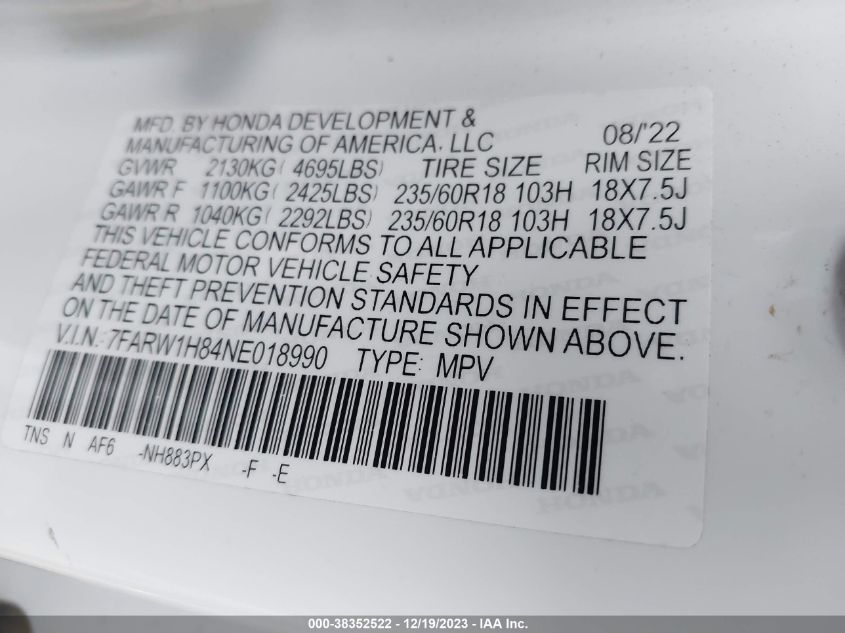 MFD. BY HONDA DEVELOPMENT &
MANUFACTURING OF AMERICA, LLC 08/'22
GVWR 2130KG( 4695LBS) TIRE SIZE RIM SIZE
GAWR F 1100KG( 2425LBS) 235/60R18 103H 18X7.5J
GAWR R 1040KG( 2292LBS) 235/60R18 103H 18X7.5J
THIS VEHICLE CONFORMS TO ALL APPLICABLE
FEDERAL MOTOR VEHICLE SAFETY
AND THEFT PREVENTION STANDARDS IN EFFECT
ON THE DATE OF MANUFACTURE SHOWN ABOVE.
V.I.N.: 7FARW1H84NE018990 TYPE: MPV
TNS N AF6 -NH883PX -F -E
HONDA
000-38352522 - 12/19/2023 - IAA Inc.